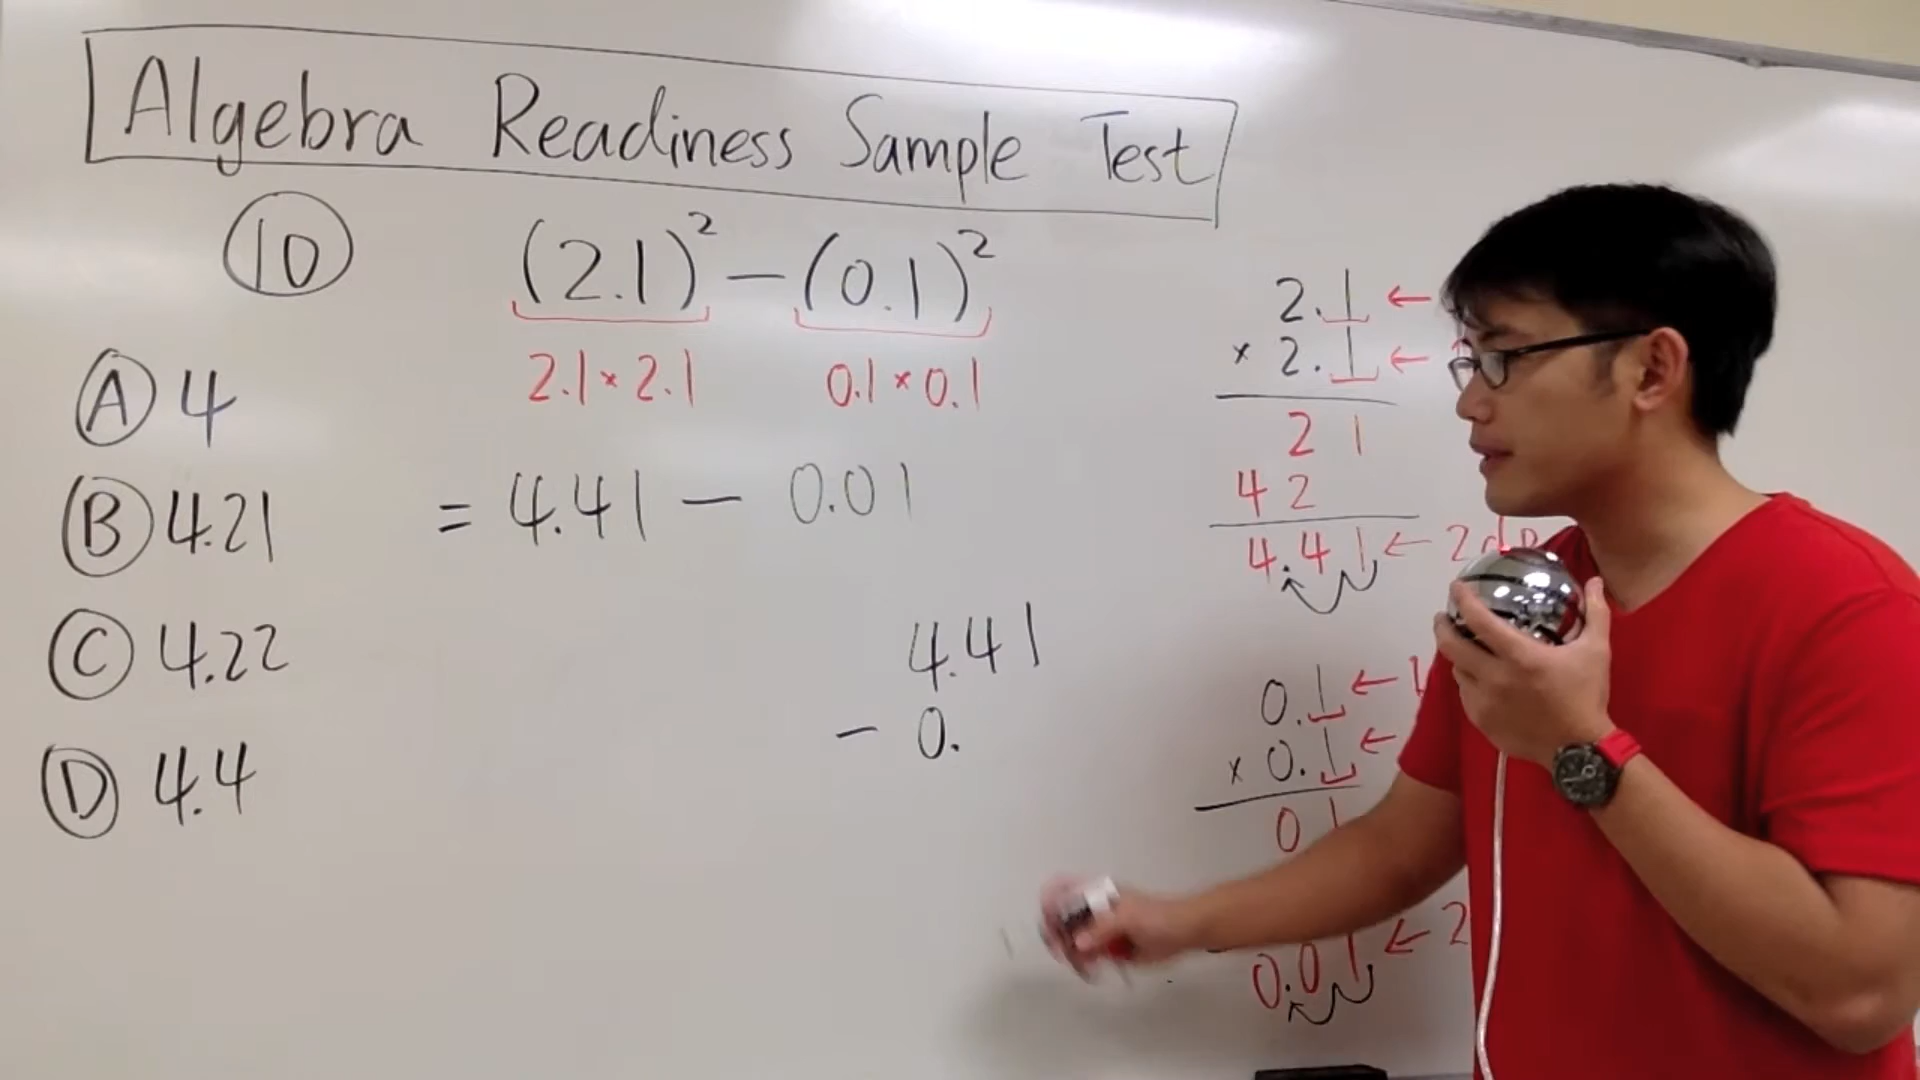 Algebra Readiness Sample Test
10 (2.1)² − (0.1)²
2.1 × 2.1 0.1 × 0.1
A 4
B 4.21
C 4.22
D 4.4
= 4.41 − 0.01
4.41
− 0.
2.1 ←
× 2.1 ←
2 1
4 2
4.41 ← 2 d.p
0.1 ←
× 0.1 ←
0 1
0.01 ← 2